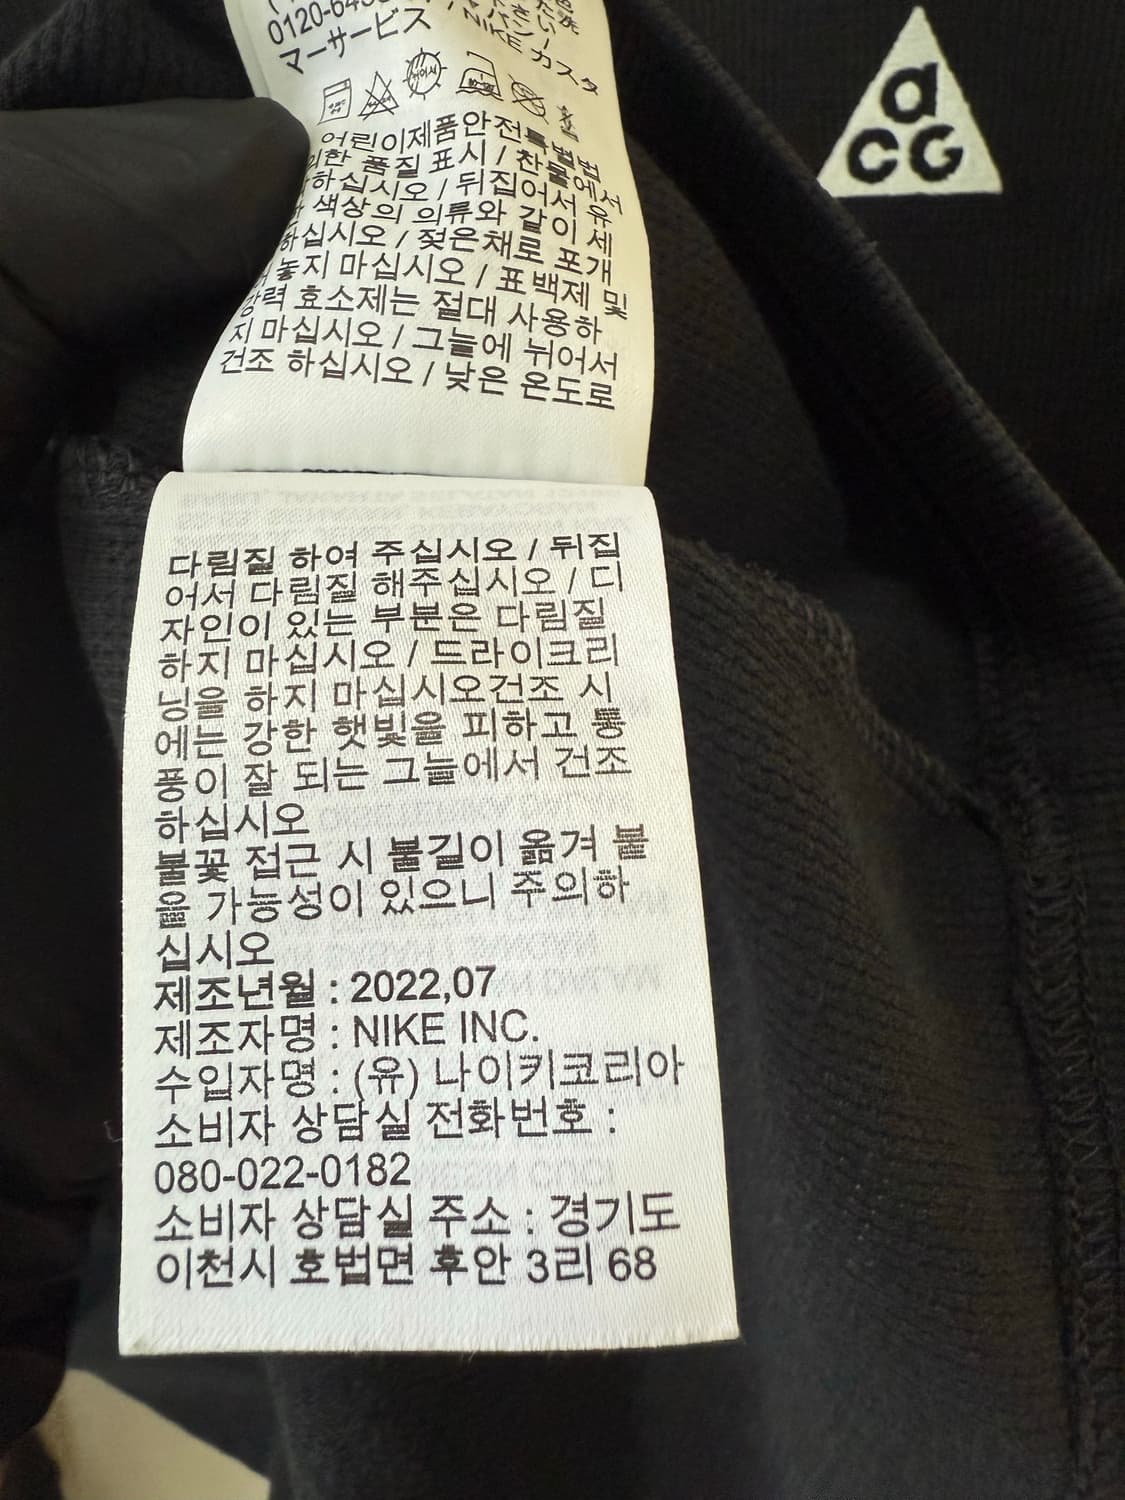 0120-645
マーサービス
/ NIKE カスタ
어린이제품안전특별법
의한 품질 표시 / 찬물에서
하십시오 / 뒤집어서 유
색상의 의류와 같이 세
하십시오 / 젖은채로 포개
놓지 마십시오 / 표백제 및
강력 효소제는 절대 사용하
지 마십시오 / 그늘에 뉘어서
건조 하십시오 / 낮은 온도로
다림질 하여 주십시오 / 뒤집
어서 다림질 해주십시오 / 디
자인이 있는 부분은 다림질
하지 마십시오 / 드라이크리
닝을 하지 마십시오건조 시
에는 강한 햇빛을 피하고 통
풍이 잘 되는 그늘에서 건조
하십시오
불꽃 접근 시 불길이 옮겨 붙
을 가능성이 있으니 주의하
십시오
제조년월 : 2022,07
제조자명 : NIKE INC.
수입자명 : (유) 나이키코리아
소비자 상담실 전화번호 :
080-022-0182
소비자 상담실 주소 : 경기도
이천시 호법면 후안 3리 68
a
CG